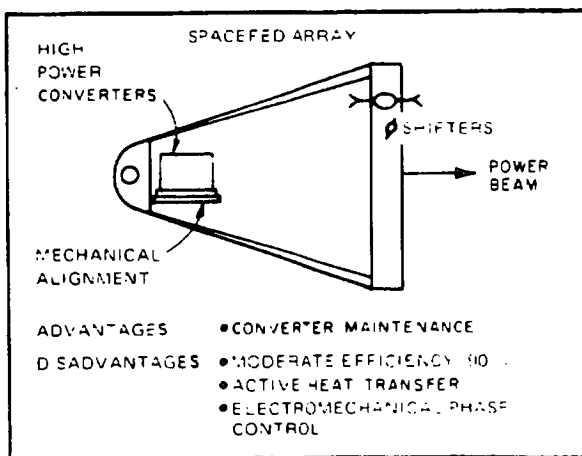 SPACEFED ARRAY
HIGH
POWER
CONVERTERS
ø SHIFTERS
POWER
BEAM
MECHANICAL
ALIGNMENT
ADVANTAGES • CONVERTER MAINTENANCE
DISADVANTAGES • MODERATE EFFICIENCY 90
• ACTIVE HEAT TRANSFER
• ELECTROMECHANICAL PHASE
CONTROL